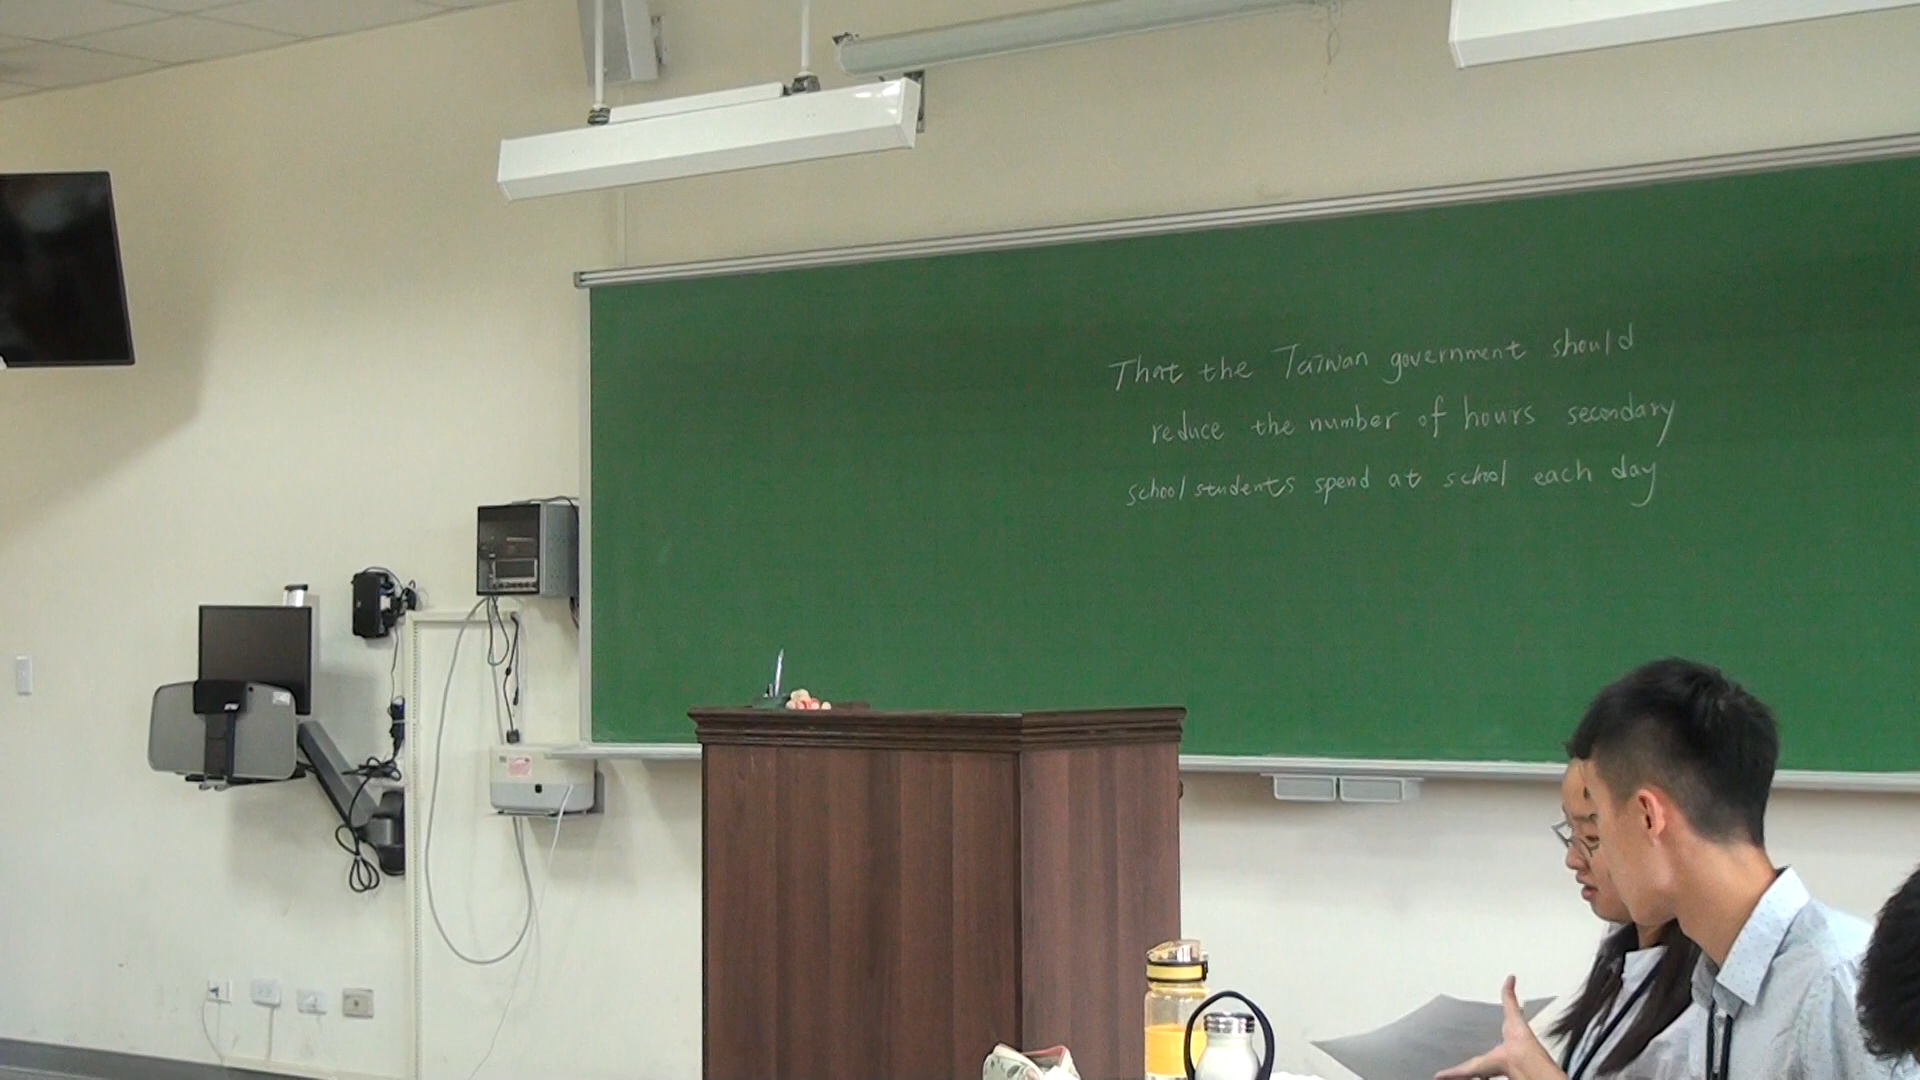 That the Taiwan government should
reduce the number of hours secondary
school students spend at school each day